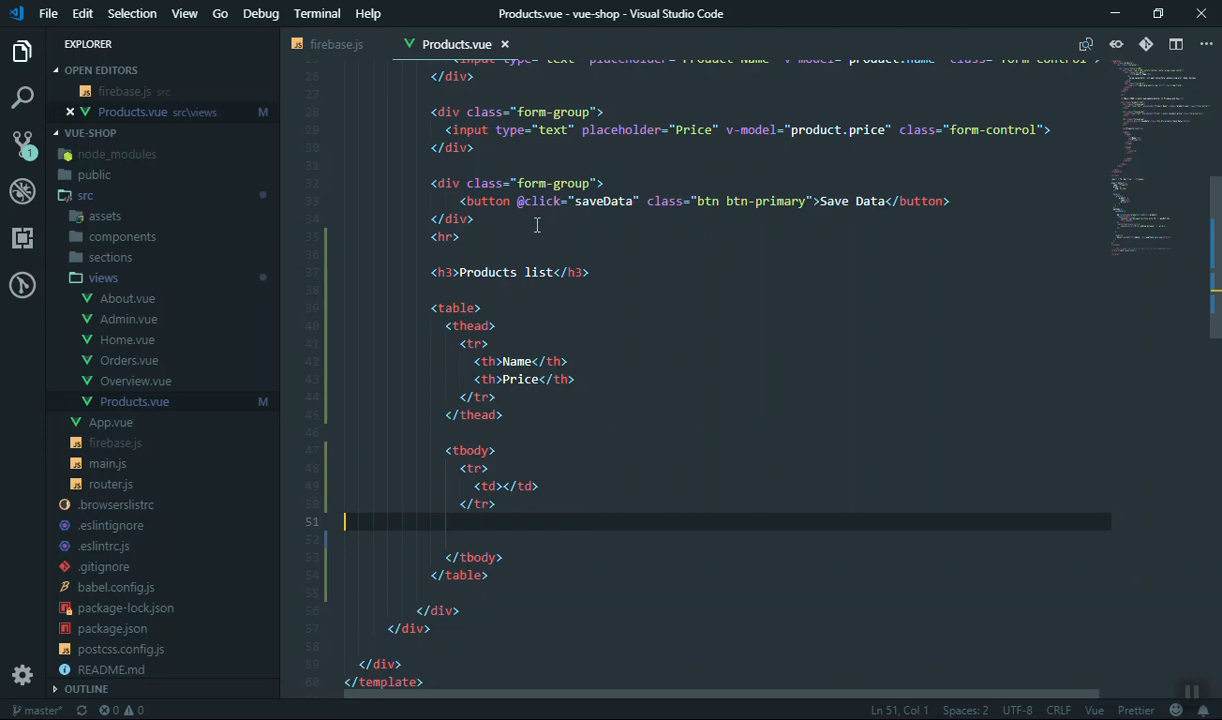 File Edit Selection View Go Debug Terminal Help Products.vue - vue-shop - Visual Studio Code
EXPLORER
OPEN EDITORS
firebase.js src
Products.vue src\views M
VUE-SHOP
node_modules
public
src
assets
components
sections
views
About.vue
Admin.vue
Home.vue
Orders.vue
Overview.vue
Products.vue M
App.vue
firebase.js
main.js
router.js
.browserslistrc
.eslintignore
.eslintrc.js
.gitignore
babel.config.js
package-lock.json
package.json
postcss.config.js
README.md
OUTLINE
1
firebase.js Products.vue
26 </div>
27
28 <div class="form-group">
29 <input type="text" placeholder="Price" v-model="product.price" class="form-control">
30 </div>
31
32 <div class="form-group">
33 <button @click="saveData" class="btn btn-primary">Save Data</button>
34 </div>
35 <hr>
36
37 <h3>Products list</h3>
38
39 <table>
40 <thead>
41 <tr>
42 <th>Name</th>
43 <th>Price</th>
44 </tr>
45 </thead>
46
47 <tbody>
48 <tr>
49 <td></td>
50 </tr>
51
52
53 </tbody>
54 </table>
55
56 </div>
57 </div>
58
59 </div>
60 </template>
master* 0 0 Ln 51, Col 1 Spaces: 2 UTF-8 CRLF Vue Prettier